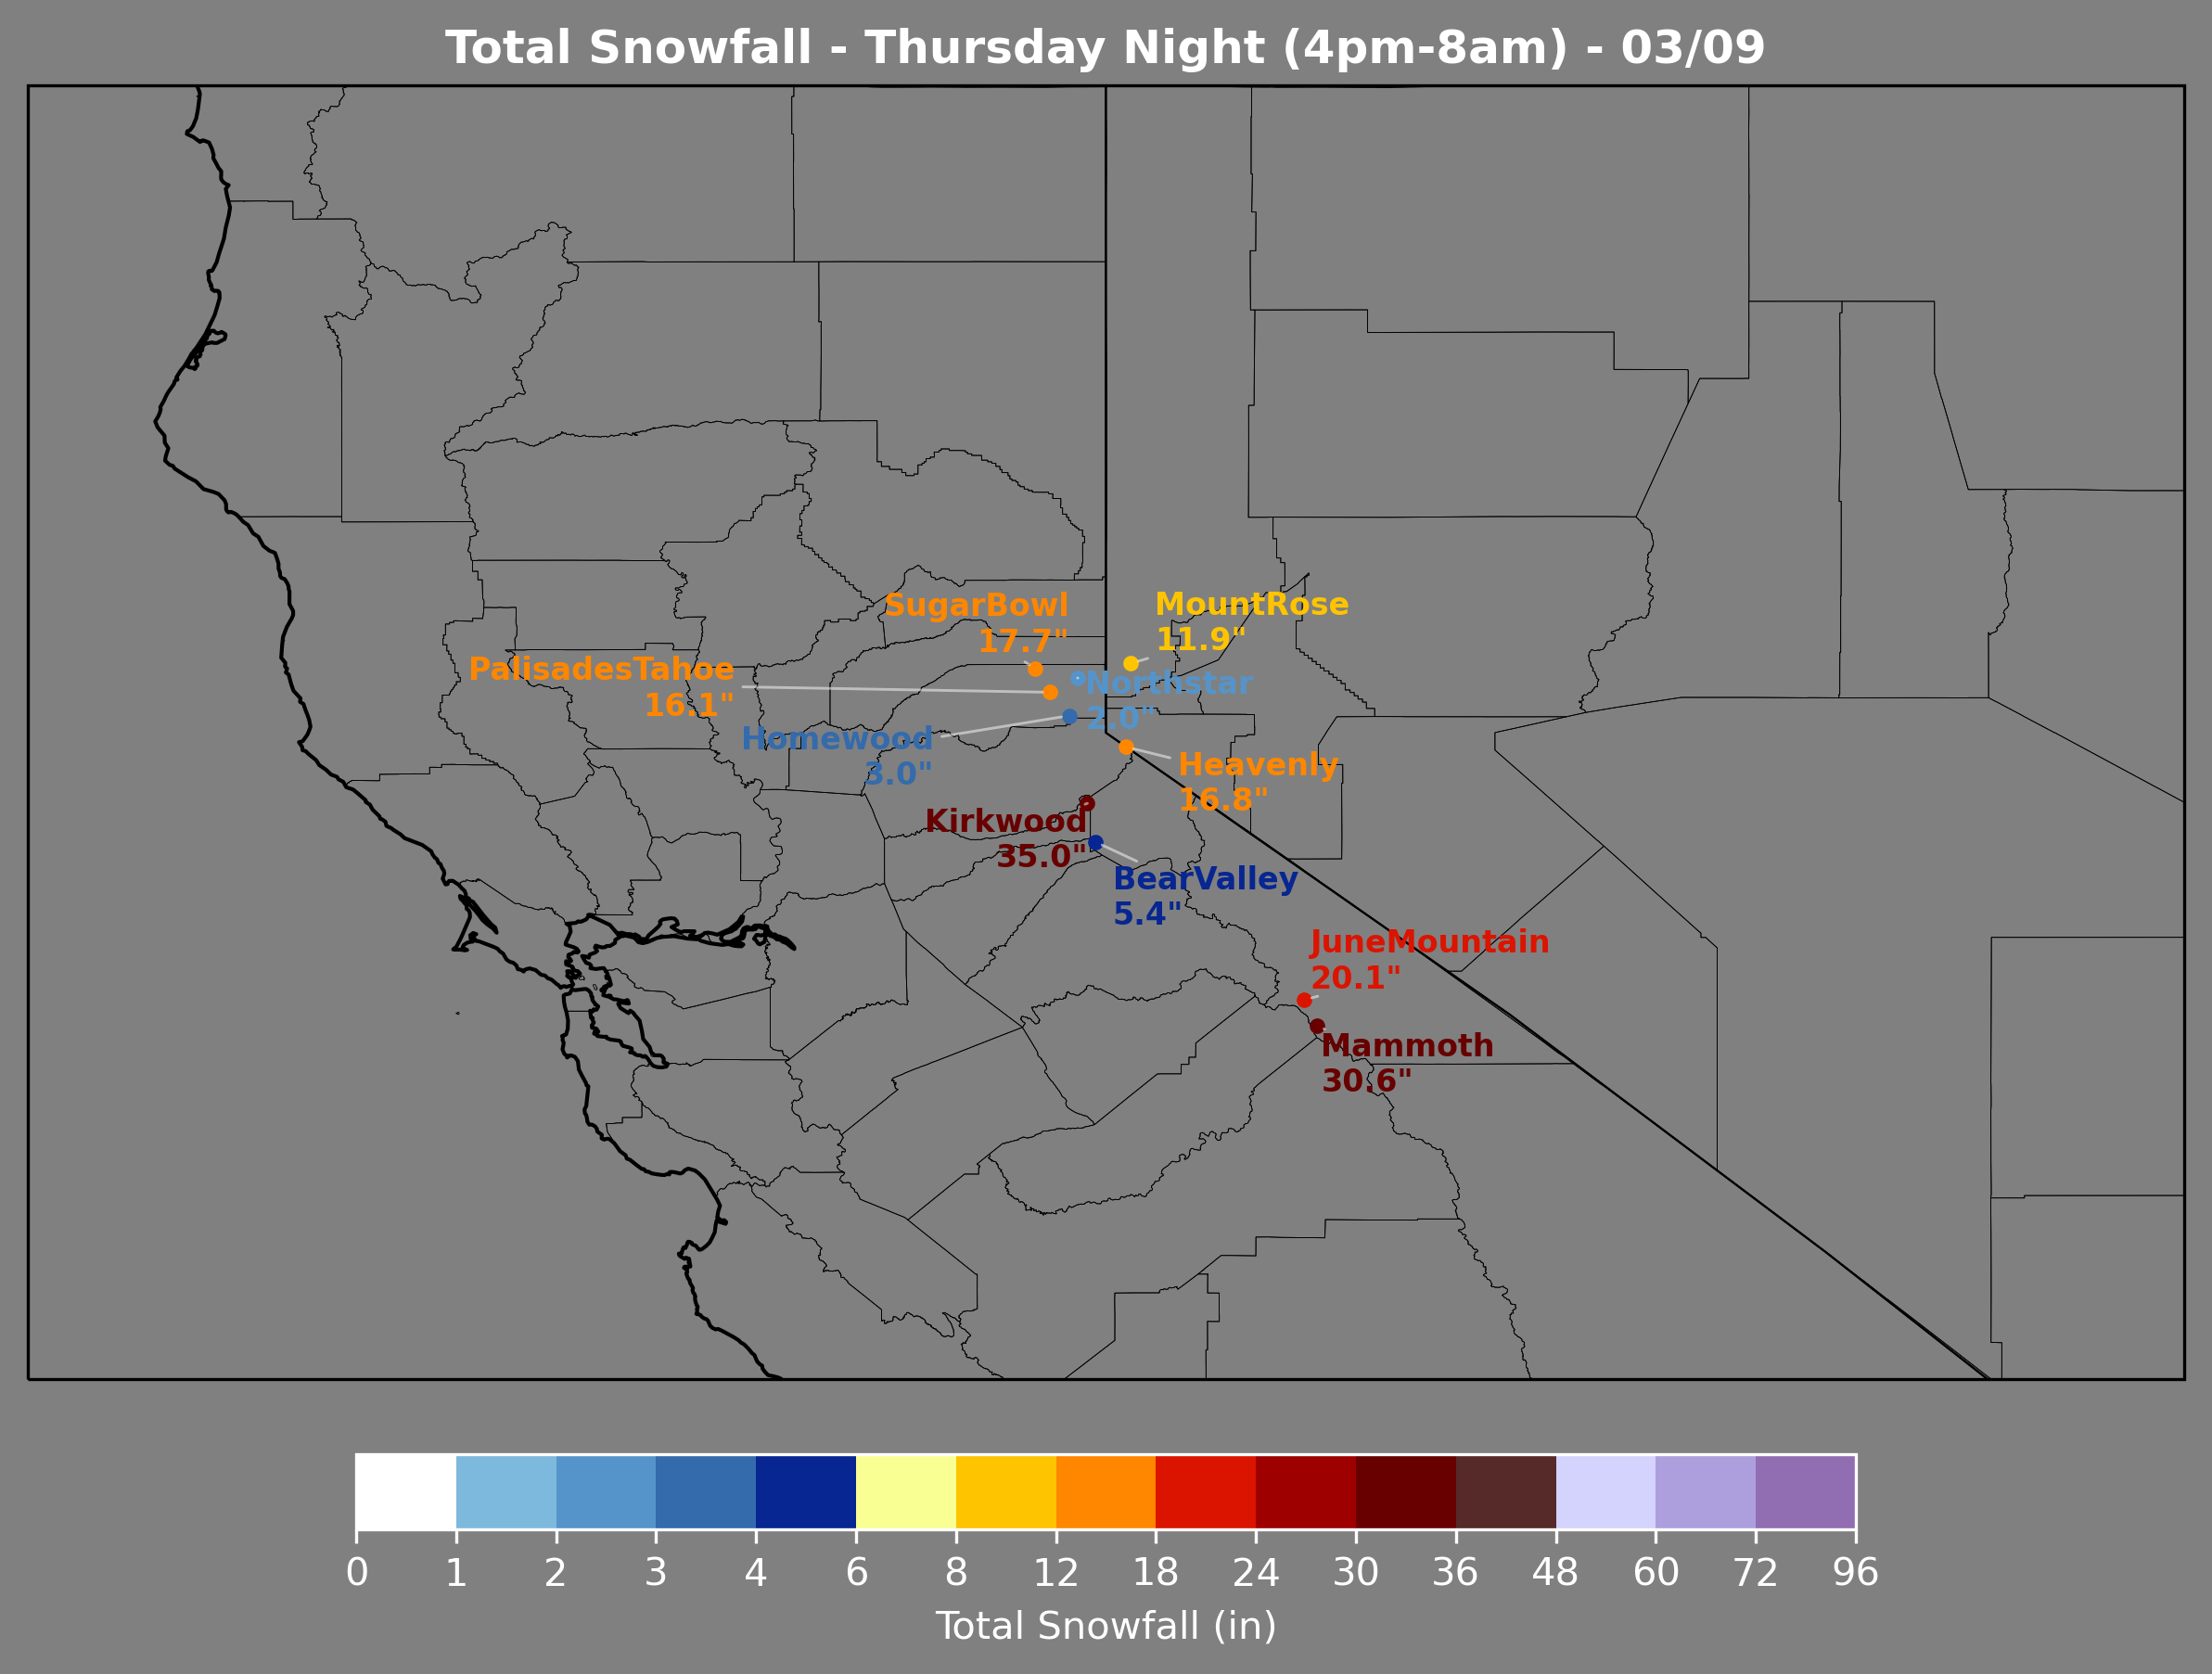 Total Snowfall - Thursday Night (4pm-8am) - 03/09
SugarBowl
17.7"
MountRose
11.9"
PalisadesTahoe
16.1"
Northstar
2.0"
Homewood
3.0"
Heavenly
16.8"
Kirkwood
35.0"
BearValley
5.4"
JuneMountain
20.1"
Mammoth
30.6"
0 1 2 3 4 6 8 12 18 24 30 36 48 60 72 96
Total Snowfall (in)